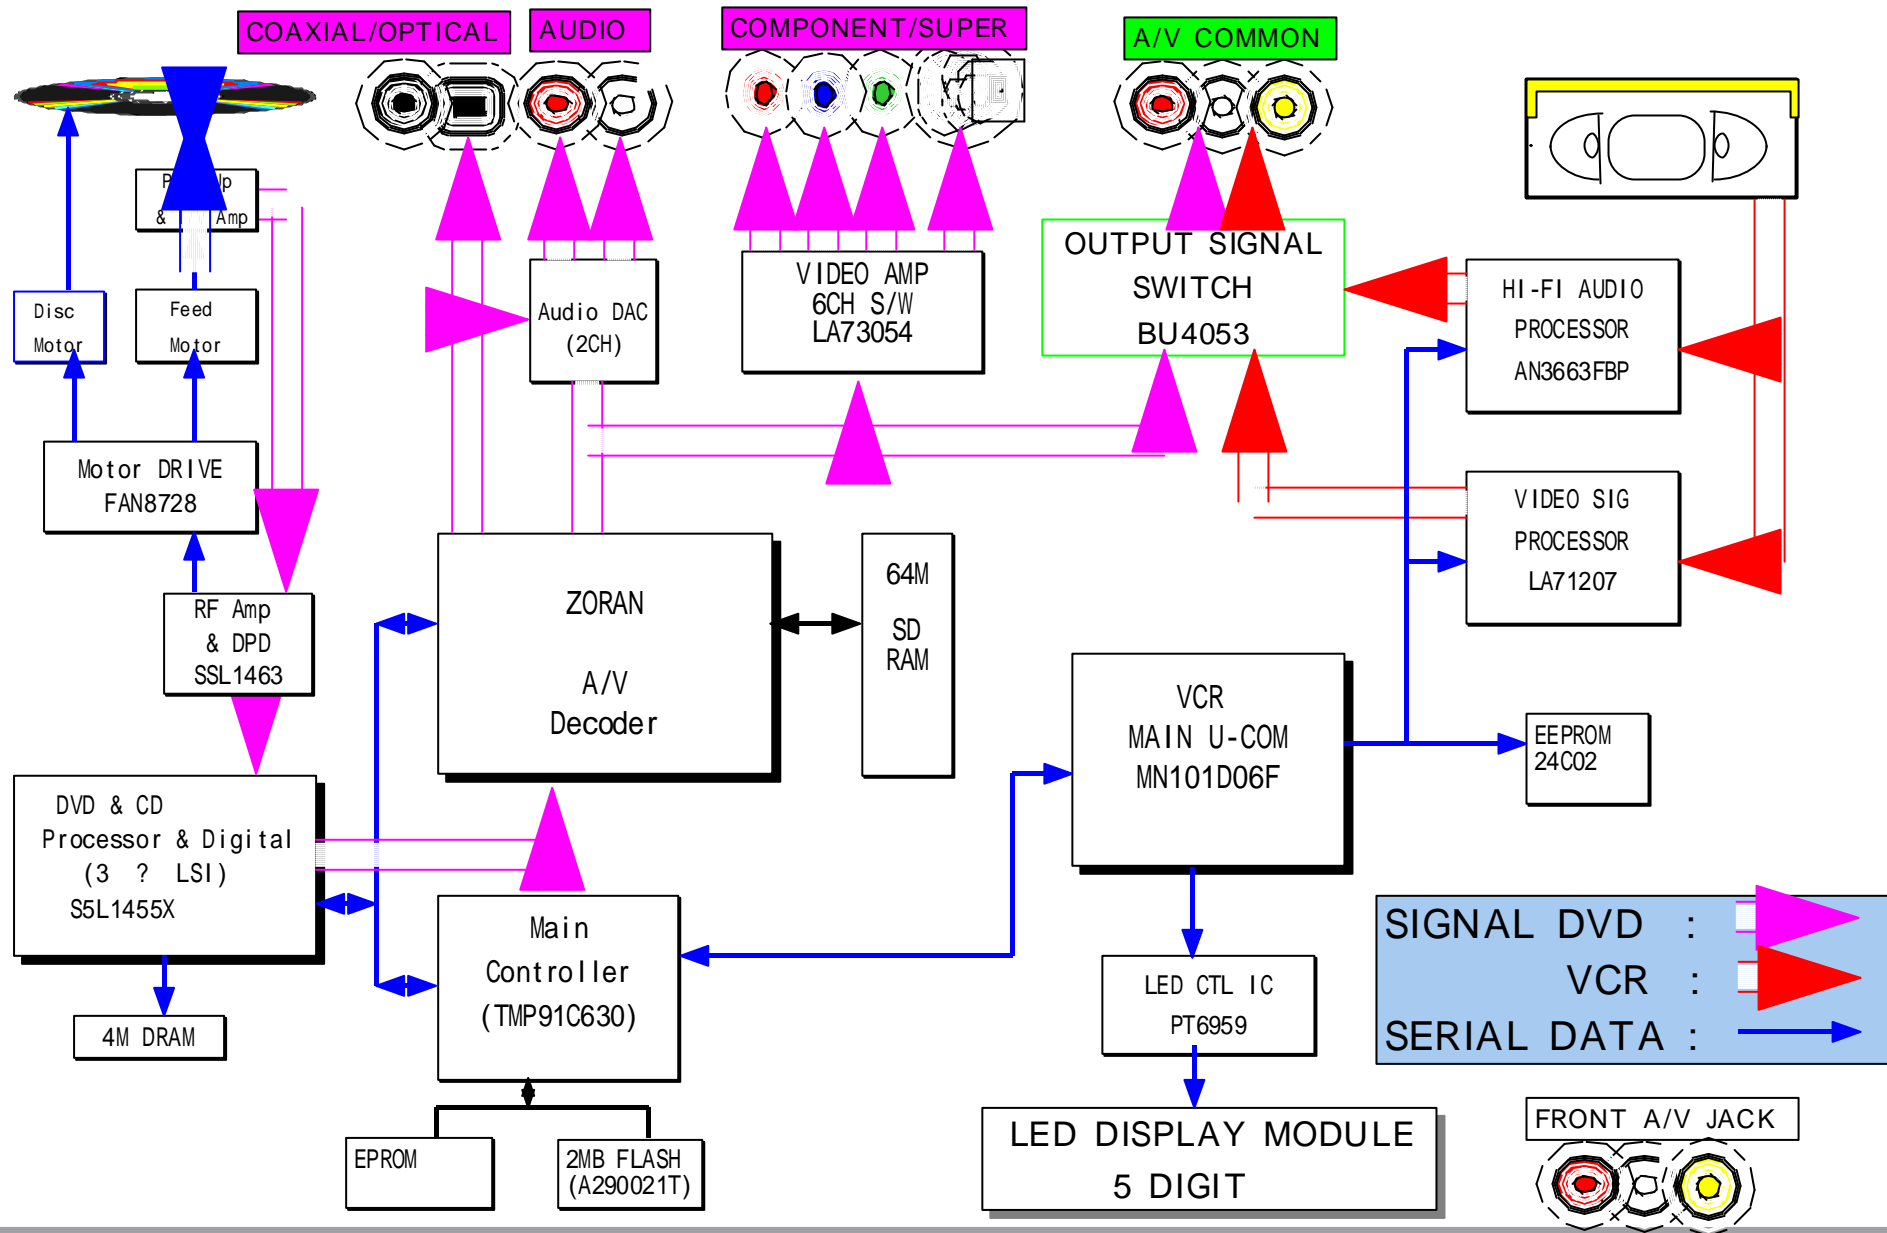 COAXIAL/OPTICAL
AUDIO
COMPONENT/SUPER
A/V COMMON
& Amp
Disc
Motor
Feed
Motor
Audio DAC
(2CH)
VIDEO AMP
6CH S/W
LA73054
OUTPUT SIGNAL
SWITCH
BU4053
HI-FI AUDIO
PROCESSOR
AN3663FBP
Motor DRIVE
FAN8728
VIDEO SIG
PROCESSOR
LA71207
RF Amp
& DPD
SSL1463
ZORAN
A/V
Decoder
64M
SD
RAM
VCR
MAIN U-COM
MN101D06F
EEPROM
24C02
DVD & CD
Processor & Digital
(3 ? LSI)
S5L1455X
4M DRAM
Main
Controller
(TMP91C630)
LED CTL IC
PT6959
SIGNAL DVD :
VCR :
SERIAL DATA :
EPROM
2MB FLASH
(A290021T)
LED DISPLAY MODULE
5 DIGIT
FRONT A/V JACK